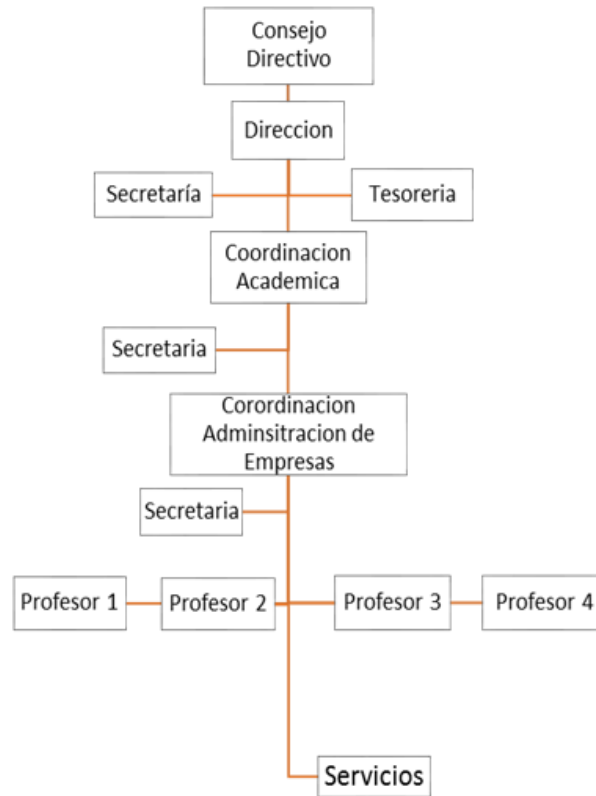 Consejo
Directivo
Direccion
Secretaría
Tesoreria
Coordinacion
Academica
Secretaria
Corordinacion
Adminsitracion de
Empresas
Secretaria
Profesor 1
Profesor 2
Profesor 3
Profesor 4
Servicios